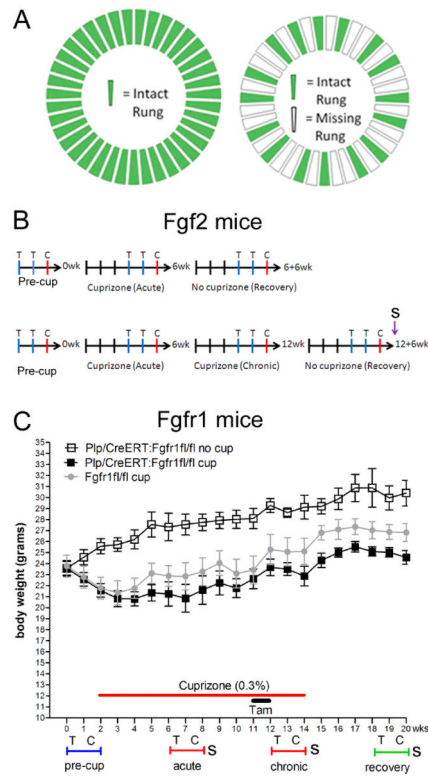 A
= Intact
Rung
= Intact
Rung
= Missing
Rung
B
Fgf2 mice
T T C
0wk
Pre-cup
Cuprizone (Acute)
T T C
6wk
No cuprizone (Recovery)
T T C
6+6wk
S
T T C
0wk
Pre-cup
Cuprizone (Acute)
6wk
T T C
Cuprizone (Chronic)
12wk
T T C
No cuprizone (Recovery)
12+6wk
C
Fgfr1 mice
Plp/CreERT:Fgfr1fl/fl no cup
Plp/CreERT:Fgfr1fl/fl cup
Fgfr1fl/fl cup
body weight (grams)
35
34
33
32
31
30
29
28
27
26
25
24
23
22
21
20
19
18
17
16
15
14
13
12
11
10
Cuprizone (0.3%)
Tam
0 1 2 3 4 5 6 7 8 9 10 11 12 13 14 15 16 17 18 19 20 wks
T C T C S T C S T C S
pre-cup acute chronic recovery